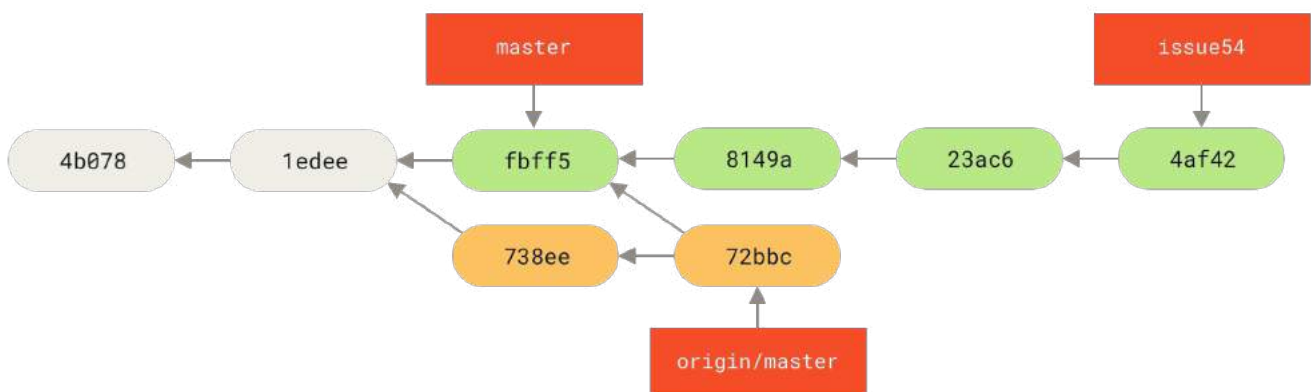 master
issue54
4b078
1edee
fbff5
8149a
23ac6
4af42
738ee
72bbc
origin/master